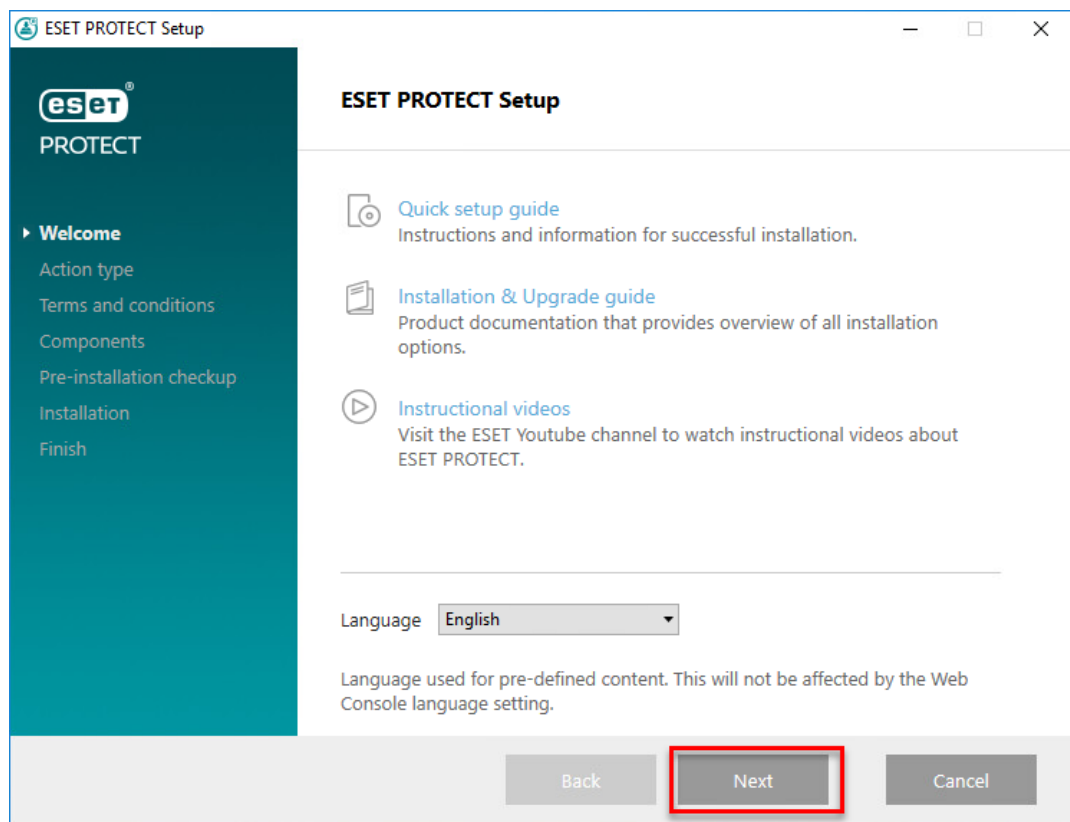 ESET PROTECT Setup
eset®
PROTECT
Welcome
Action type
Terms and conditions
Components
Pre-installation checkup
Installation
Finish
ESET PROTECT Setup
Quick setup guide
Instructions and information for successful installation.
Installation & Upgrade guide
Product documentation that provides overview of all installation
options.
Instructional videos
Visit the ESET Youtube channel to watch instructional videos about
ESET PROTECT.
Language English
Language used for pre-defined content. This will not be affected by the Web
Console language setting.
Back Next Cancel